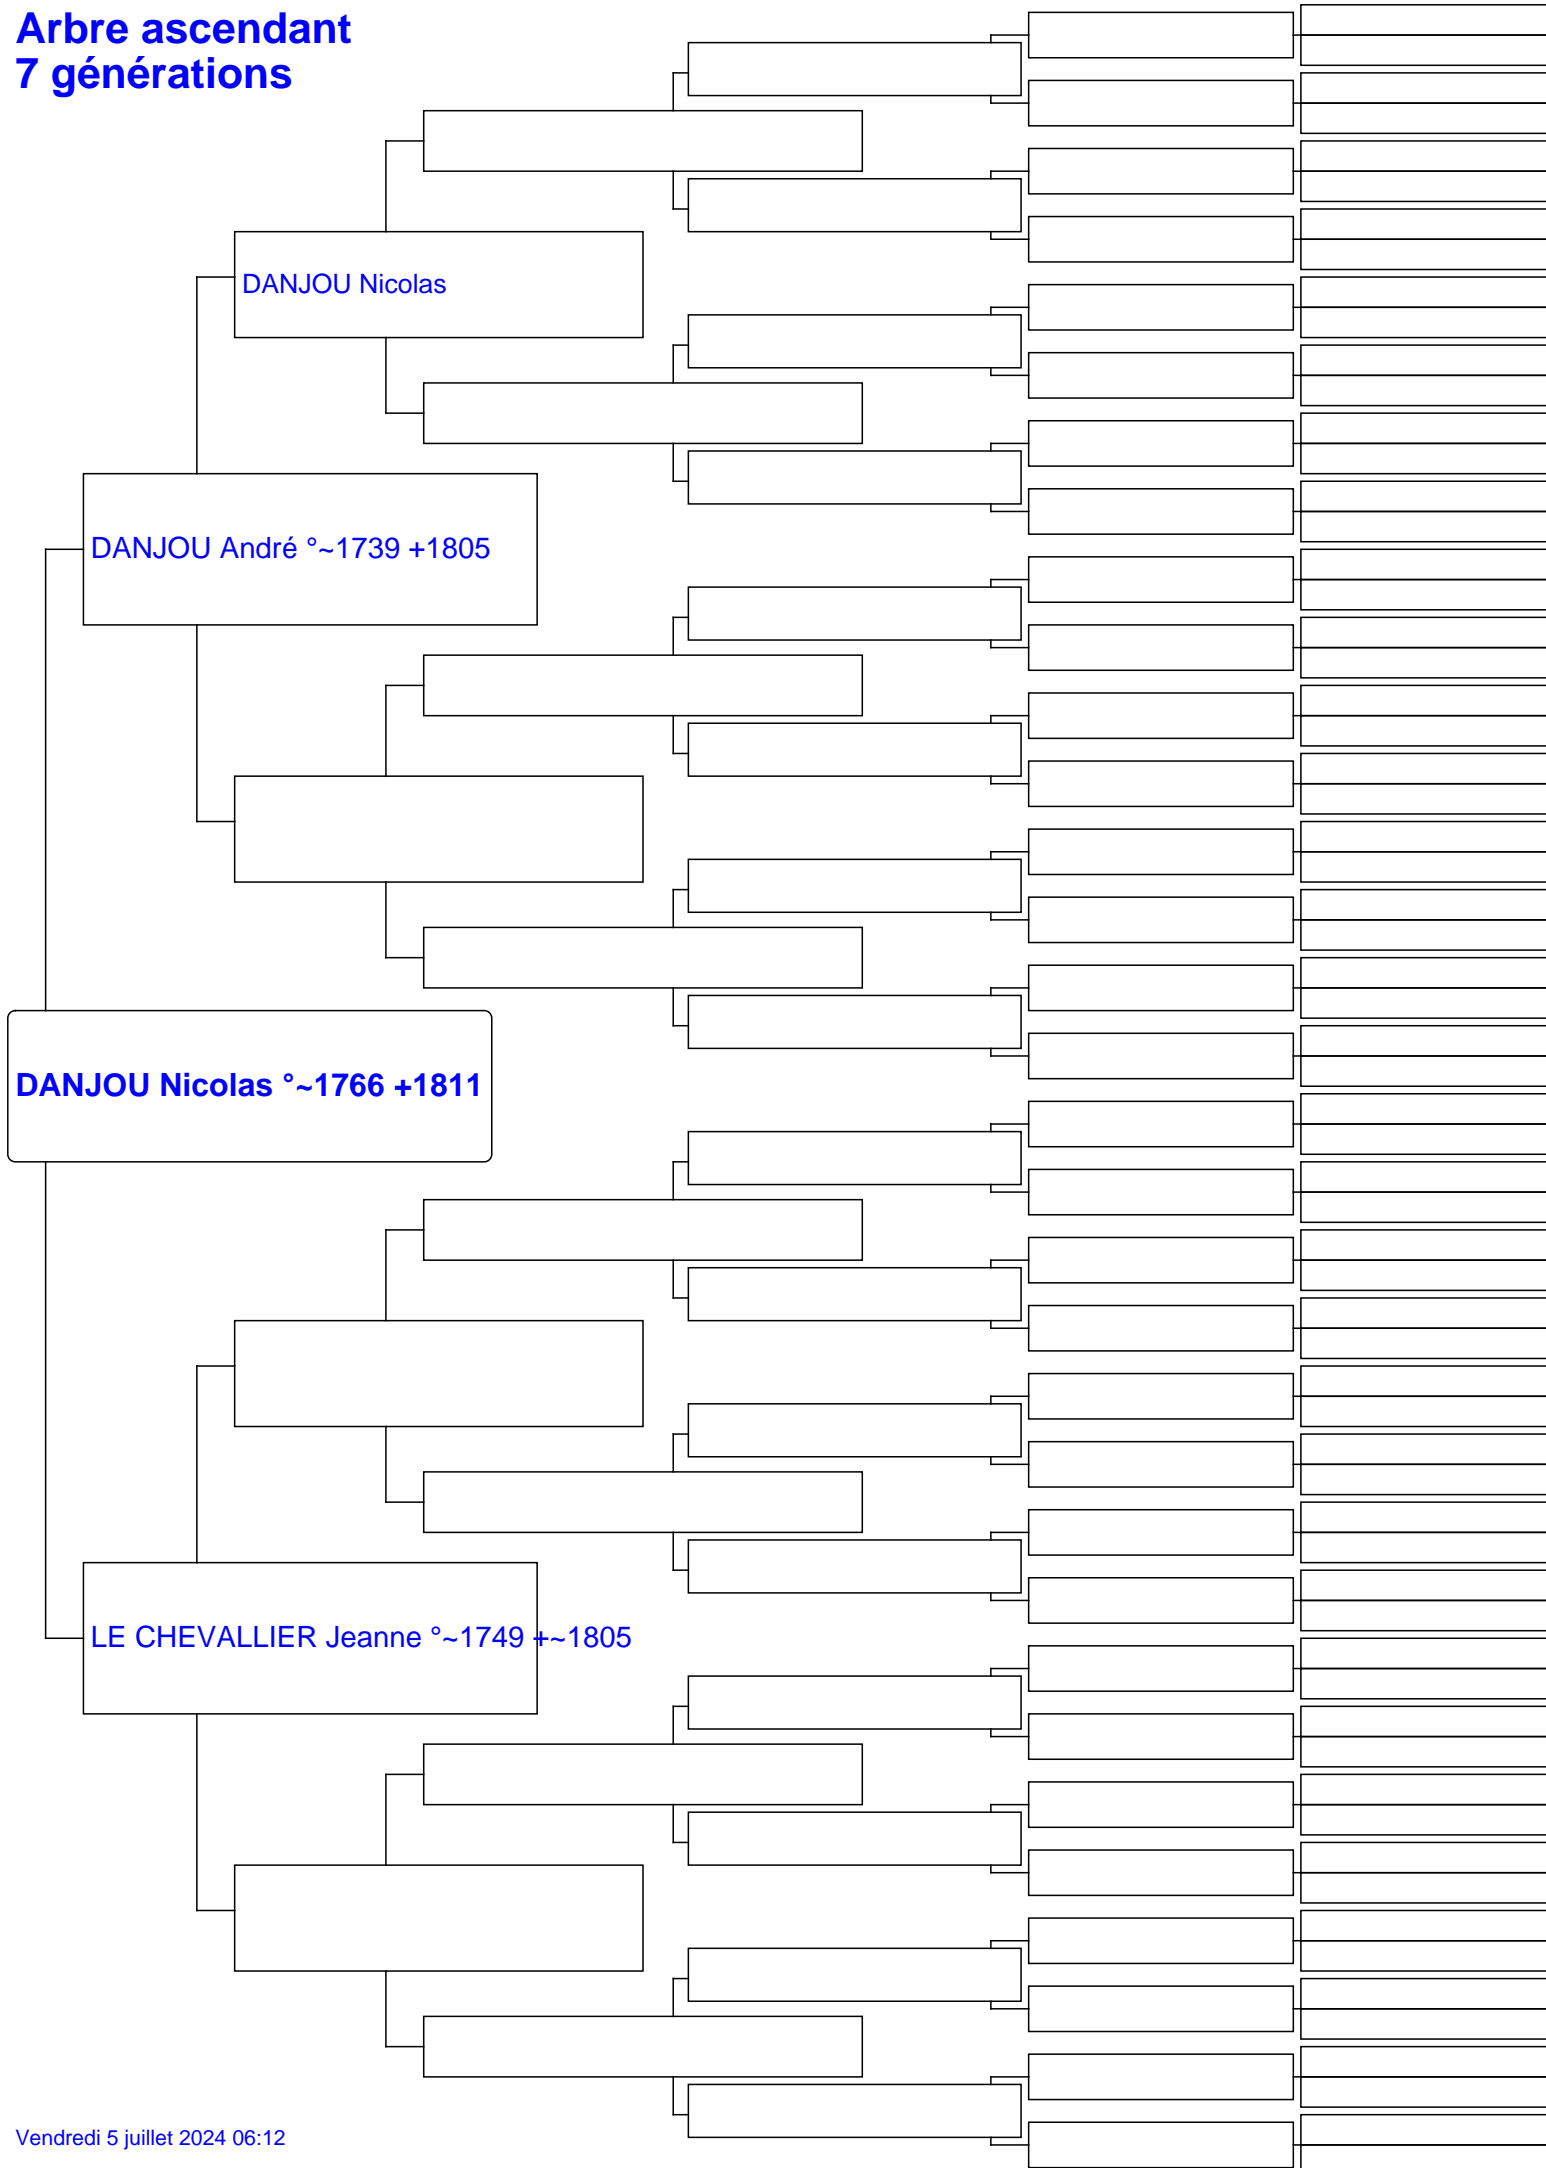 Arbre ascendant
7 générations
DANJOU Nicolas
DANJOU André °~1739 +1805
DANJOU Nicolas °~1766 +1811
LE CHEVALLIER Jeanne °~1749 +~1805
Vendredi 5 juillet 2024 06:12